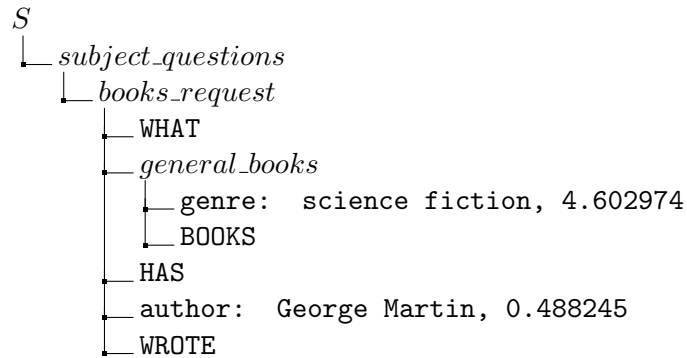 S
subject_questions
books_request
WHAT
general_books
genre: science fiction, 4.602974
BOOKS
HAS
author: George Martin, 0.488245
WROTE